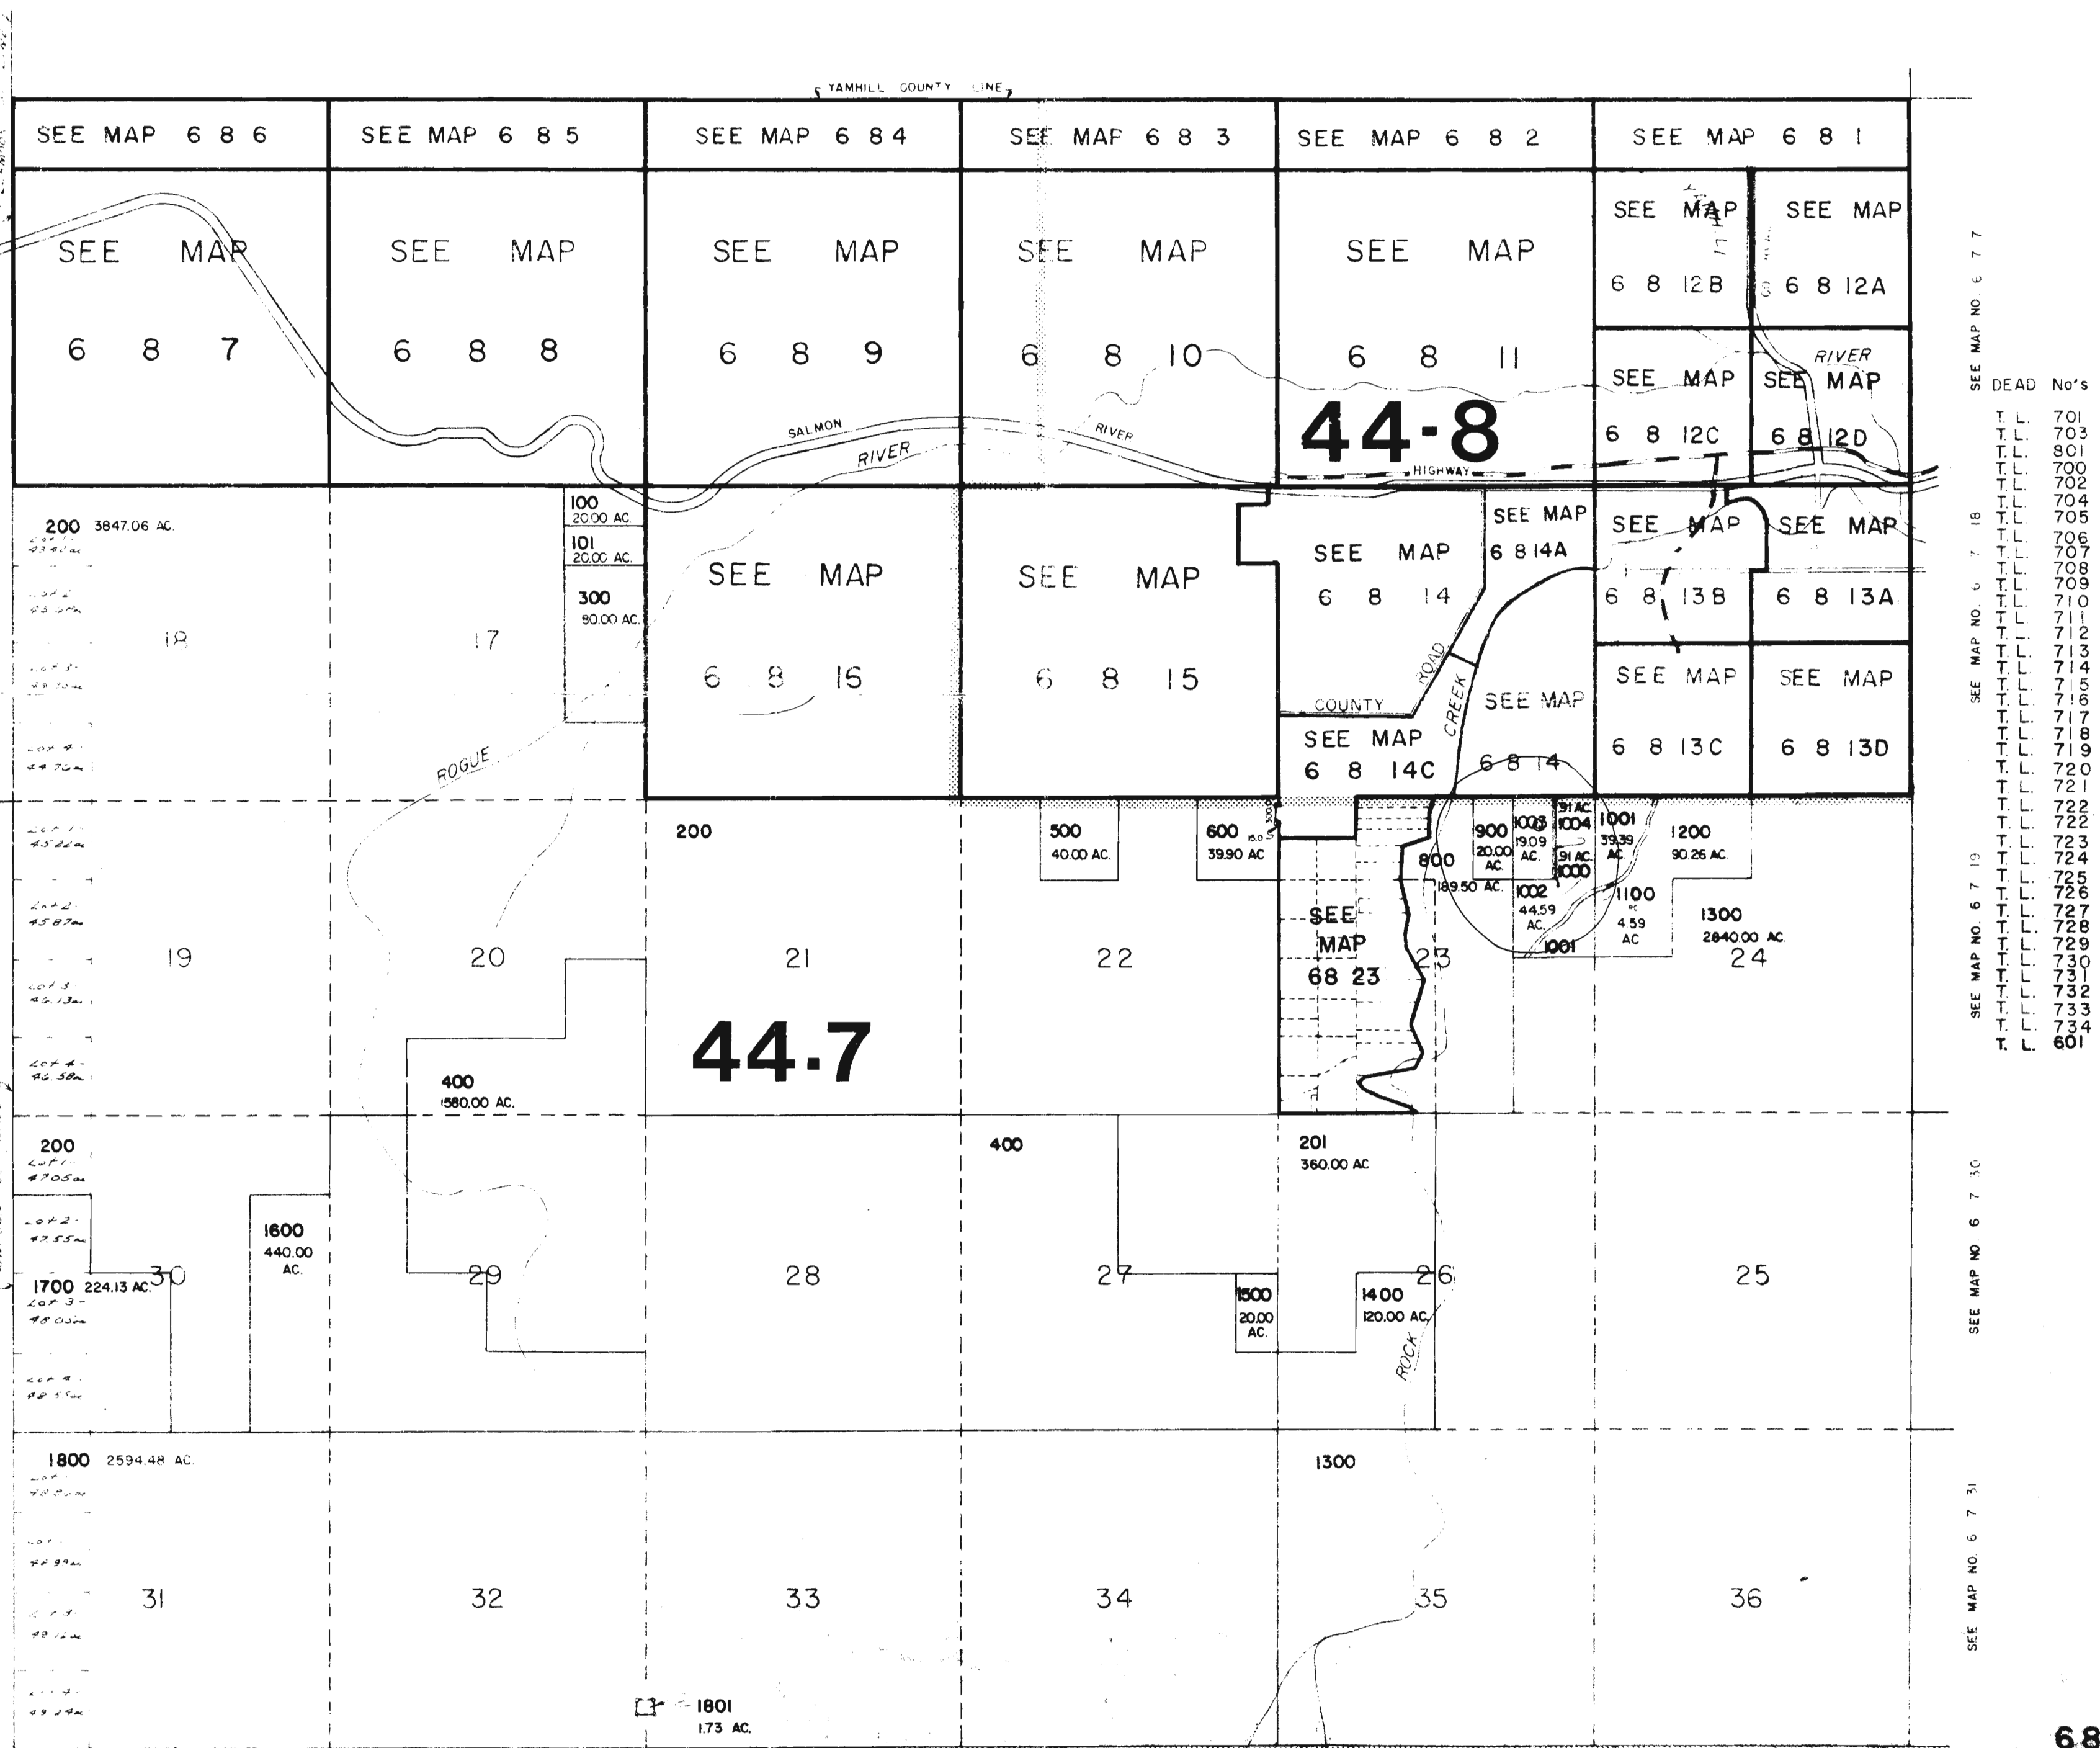 YAMHILL COUNTY LINE
SEE MAP 6 8 6
SEE MAP 6 8 5
SEE MAP 6 8 4
SEE MAP 6 8 3
SEE MAP 6 8 2
SEE MAP 6 8 1
SEE MAP
6 8 7
SEE MAP
6 8 8
SEE MAP
6 8 9
SEE MAP
6 8 10
SEE MAP
6 8 11
SEE MAP
6 8 12B
SEE MAP
6 8 12A
SEE MAP
6 8 12C
RIVER
SEE MAP
6 8 12D
44-8
SALMON
RIVER
RIVER
HIGHWAY
200 3847.06 AC.
18
17
100
20.00 AC.
101
20.00 AC.
300
80.00 AC.
ROGUE
SEE MAP
6 8 16
SEE MAP
6 8 15
SEE MAP
6 8 14
SEE MAP
6 8 14A
COUNTY
ROAD
CREEK
SEE MAP
6 8 14C
SEE MAP
6 8 14
SEE MAP
6 8 13B
SEE MAP
6 8 13A
SEE MAP
6 8 13C
SEE MAP
6 8 13D
19
20
200
21
500
40.00 AC.
600
39.90 AC
22
SEE
MAP
68 23
800
189.50 AC.
900
20.00
AC.
1003
19.09
AC.
.91 AC.
1004
.91 AC.
1000
1002
44.59
AC.
1001
23
1001
39.39
AC.
1100
4.59
AC
1200
90.26 AC.
1300
2840.00 AC.
24
44.7
400
1580.00 AC.
200
Lot 2-
47.55ac
1600
440.00
AC.
1700 224.13 AC.
30
29
28
400
27
201
360.00 AC
1500
20.00
AC.
1400
120.00 AC.
26
ROCK
25
1800 2594.48 AC.
1300
31
32
33
34
35
36
1801
1.73 AC.
SEE MAP NO. 6 7 7
SEE MAP NO. 6 7 18
SEE MAP NO. 6 7 19
SEE MAP NO 6 7 30
SEE MAP NO. 6 7 31
DEAD No's
T. L. 701
T. L. 703
T. L. 801
T. L. 700
T. L. 702
T. L. 704
T. L. 705
T. L. 706
T. L. 707
T. L. 708
T. L. 709
T. L. 710
T. L. 711
T. L. 712
T. L. 713
T. L. 714
T. L. 715
T. L. 716
T. L. 717
T. L. 718
T. L. 719
T. L. 720
T. L. 721
T. L. 722
T. L. 722
T. L. 723
T. L. 724
T. L. 725
T. L. 726
T. L. 727
T. L. 728
T. L. 729
T. L. 730
T. L. 731
T. L. 732
T. L. 733
T. L. 734
T. L. 601
68